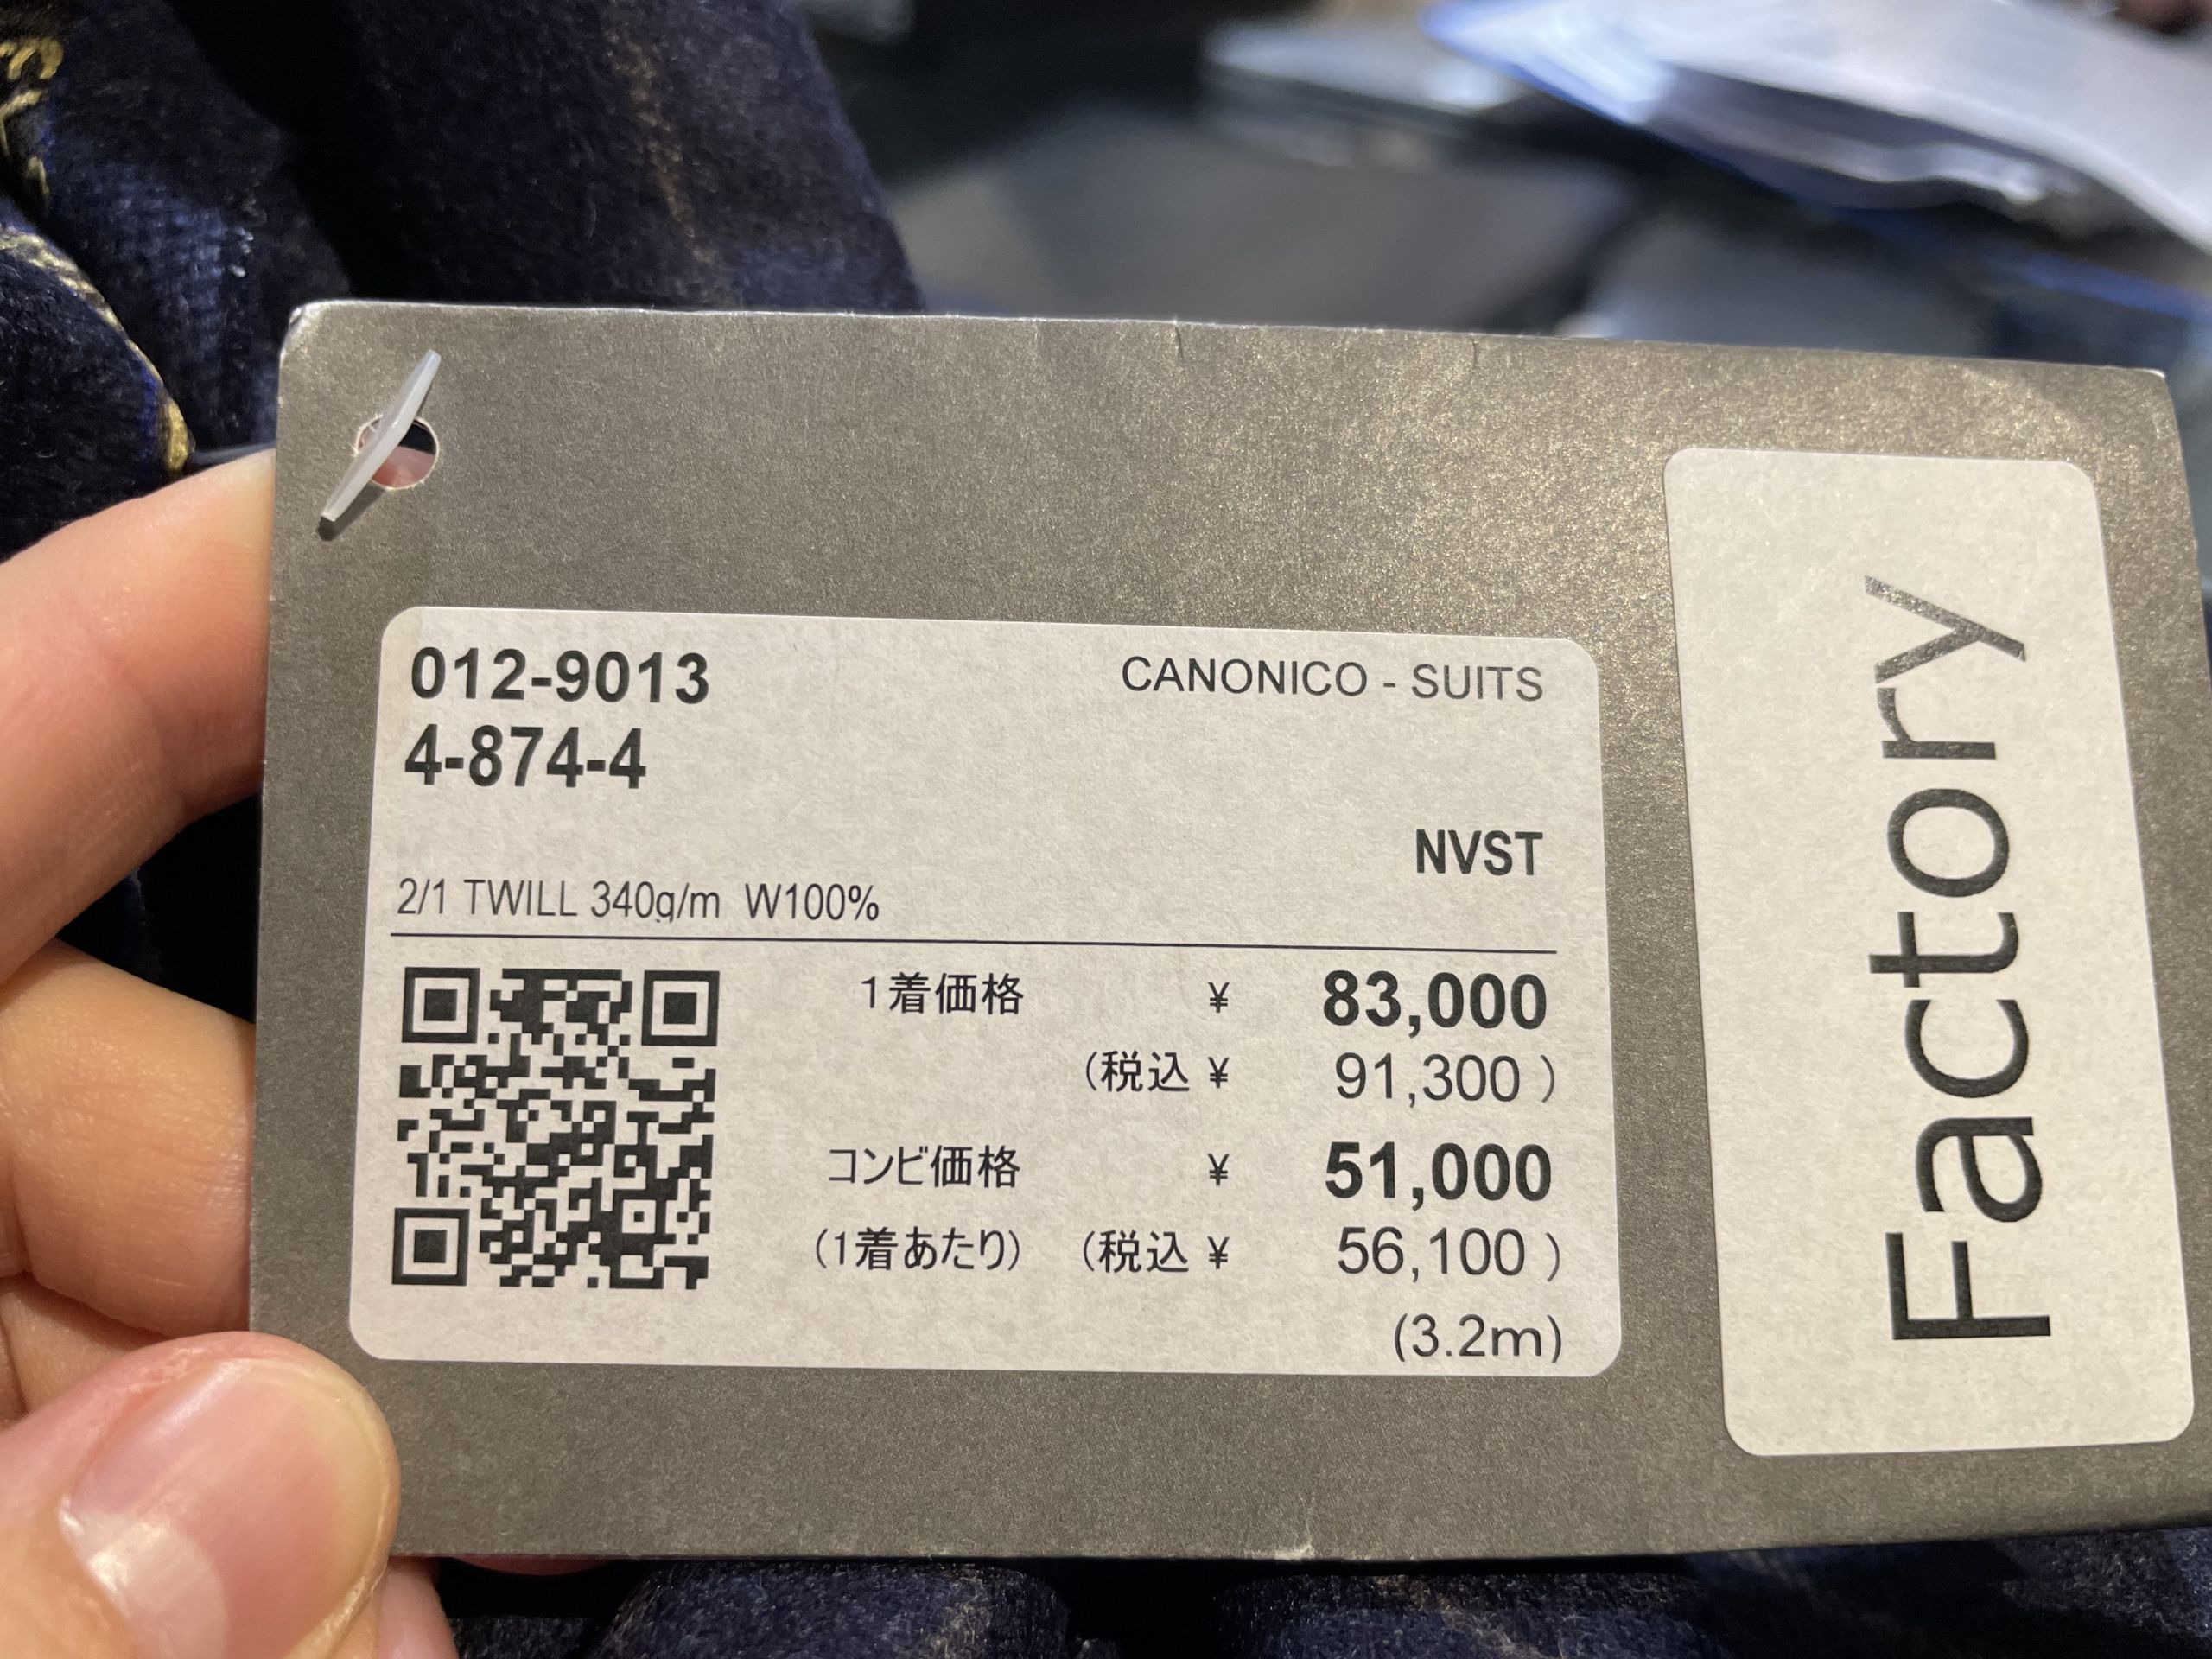 012-9013
CANONICO - SUITS
4-874-4
NVST
2/1 TWILL 340g/m W100%
1着価格 ¥ 83,000
(税込 ¥ 91,300 )
コンビ価格 ¥ 51,000
(1着あたり) (税込 ¥ 56,100 )
(3.2m)
Factory